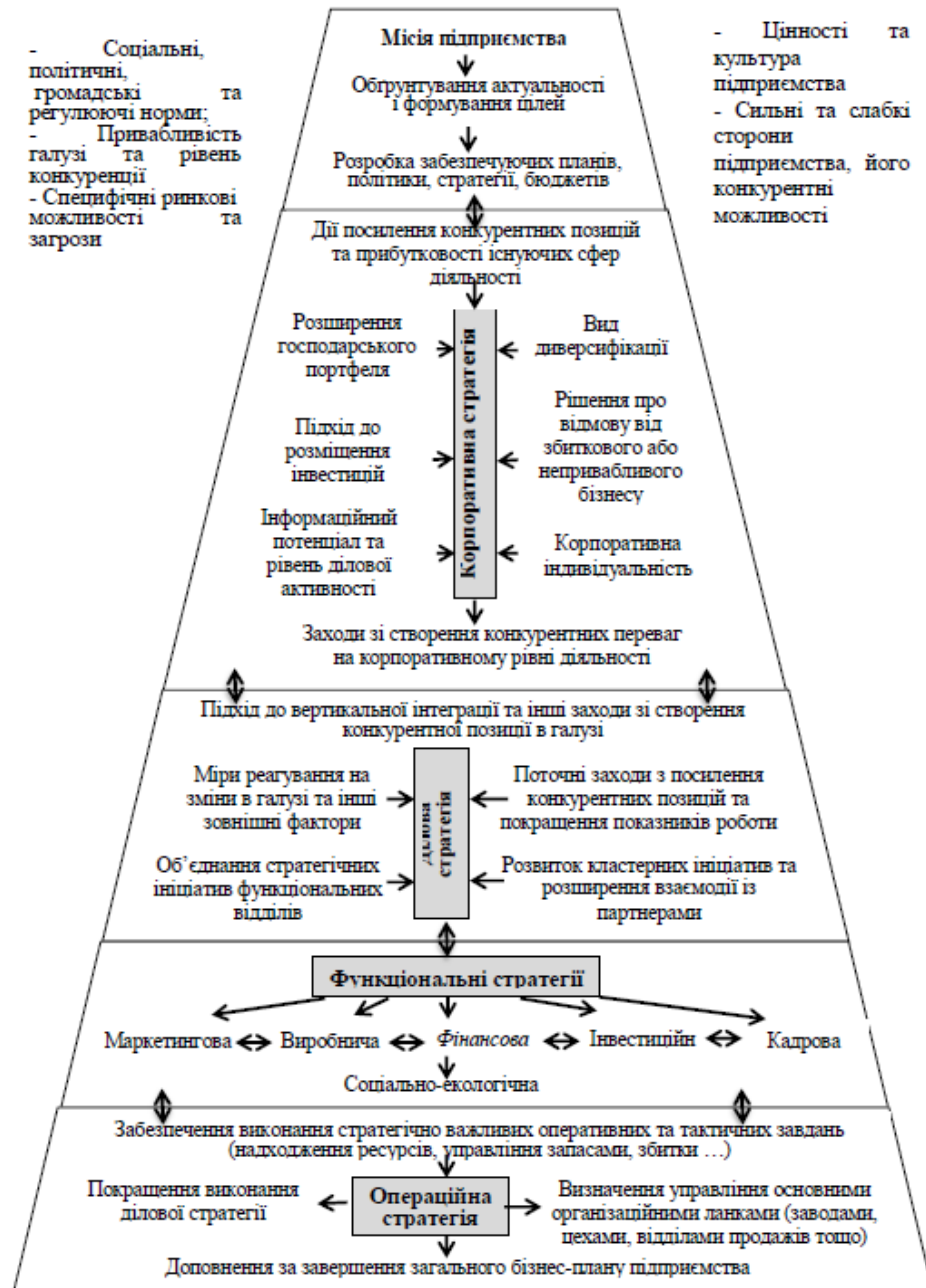 - Соціальні,
політичні,
громадські та
регулюючі норми;
- Привабливість
галузі та рівень
конкуренції
- Специфічні ринкові
можливості та
загрози
- Цінності та
культура
підприємства
- Сильні та слабкі
сторони
підприємства, його
конкурентні
можливості
Місія підприємства
Обґрунтування актуальності
і формування цілей
Розробка забезпечуючих планів,
політики, стратегії, бюджетів
Дії посилення конкурентних позицій
та прибутковості існуючих сфер
діяльності
Розширення
господарського
портфеля
Підхід до
розміщення
інвестицій
Інформаційний
потенціал та
рівень ділової
активності
Корпоративна стратегія
Вид
диверсифікації
Рішення про
відмову від
збиткового або
непривабливого
бізнесу
Корпоративна
індивідуальність
Заходи зі створення конкурентних переваг
на корпоративному рівні діяльності
Підхід до вертикальної інтеграції та інші заходи зі створення
конкурентної позиції в галузі
Міри реагування на
зміни в галузі та інші
зовнішні фактори
Об’єднання стратегічних
ініціатив функціональних
відділів
Ділова
стратегія
Поточні заходи з посилення
конкурентних позицій та
покращення показників роботи
Розвиток кластерних ініціатив та
розширення взаємодії із
партнерами
Функціональні стратегії
Маркетингова Виробнича Фінансова Інвестиційн Кадрова
Соціально-екологічна
Забезпечення виконання стратегічно важливих оперативних та тактичних завдань
(надходження ресурсів, управління запасами, збитки …)
Покращення виконання
ділової стратегії
Операційна
стратегія
Визначення управління основними
організаційними ланками (заводами,
цехами, відділами продажів тощо)
Доповнення за завершення загального бізнес-плану підприємства